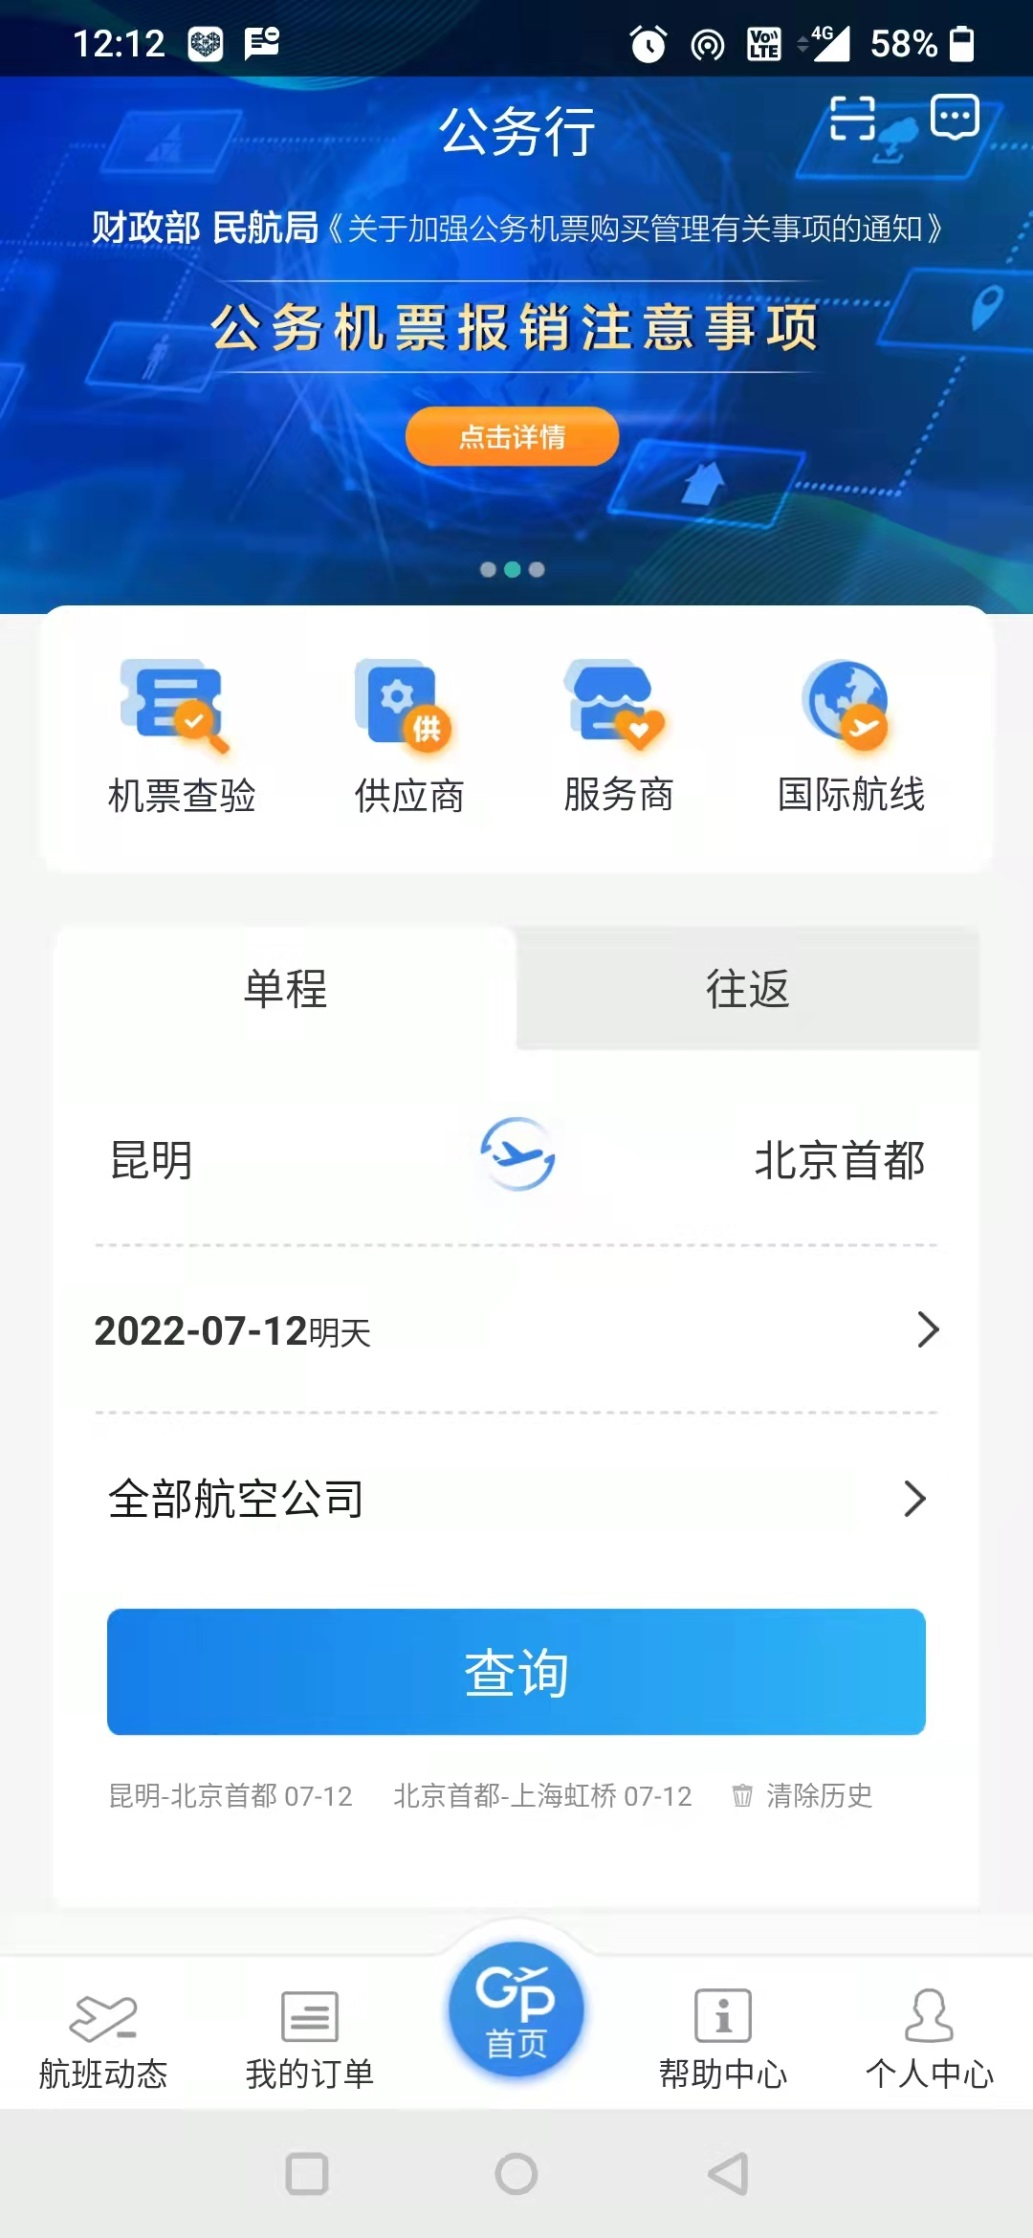 12:12 4G 58%
VoLTE
公务行
财政部 民航局《关于加强公务机票购买管理有关事项的通知》
公务机票报销注意事项
点击详情
供
机票查验 供应商 服务商 国际航线
单程 往返
昆明 北京首都
2022-07-12明天
全部航空公司
查询
昆明-北京首都 07-12 北京首都-上海虹桥 07-12 清除历史
GP
首页
航班动态 我的订单 帮助中心 个人中心